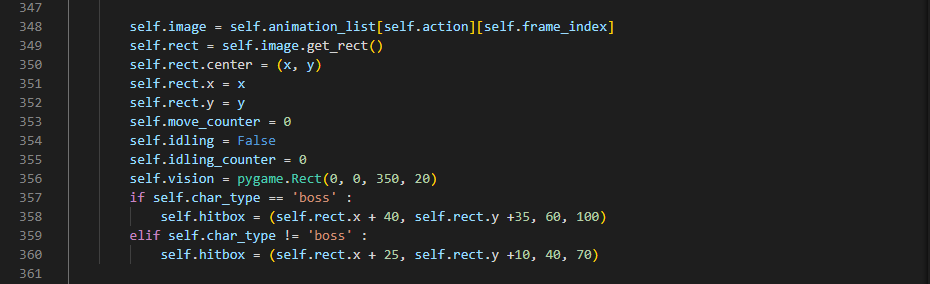 347
348 self.image = self.animation_list[self.action][self.frame_index]
349 self.rect = self.image.get_rect()
350 self.rect.center = (x, y)
351 self.rect.x = x
352 self.rect.y = y
353 self.move_counter = 0
354 self.idling = False
355 self.idling_counter = 0
356 self.vision = pygame.Rect(0, 0, 350, 20)
357 if self.char_type == 'boss' :
358 self.hitbox = (self.rect.x + 40, self.rect.y +35, 60, 100)
359 elif self.char_type != 'boss' :
360 self.hitbox = (self.rect.x + 25, self.rect.y +10, 40, 70)
361